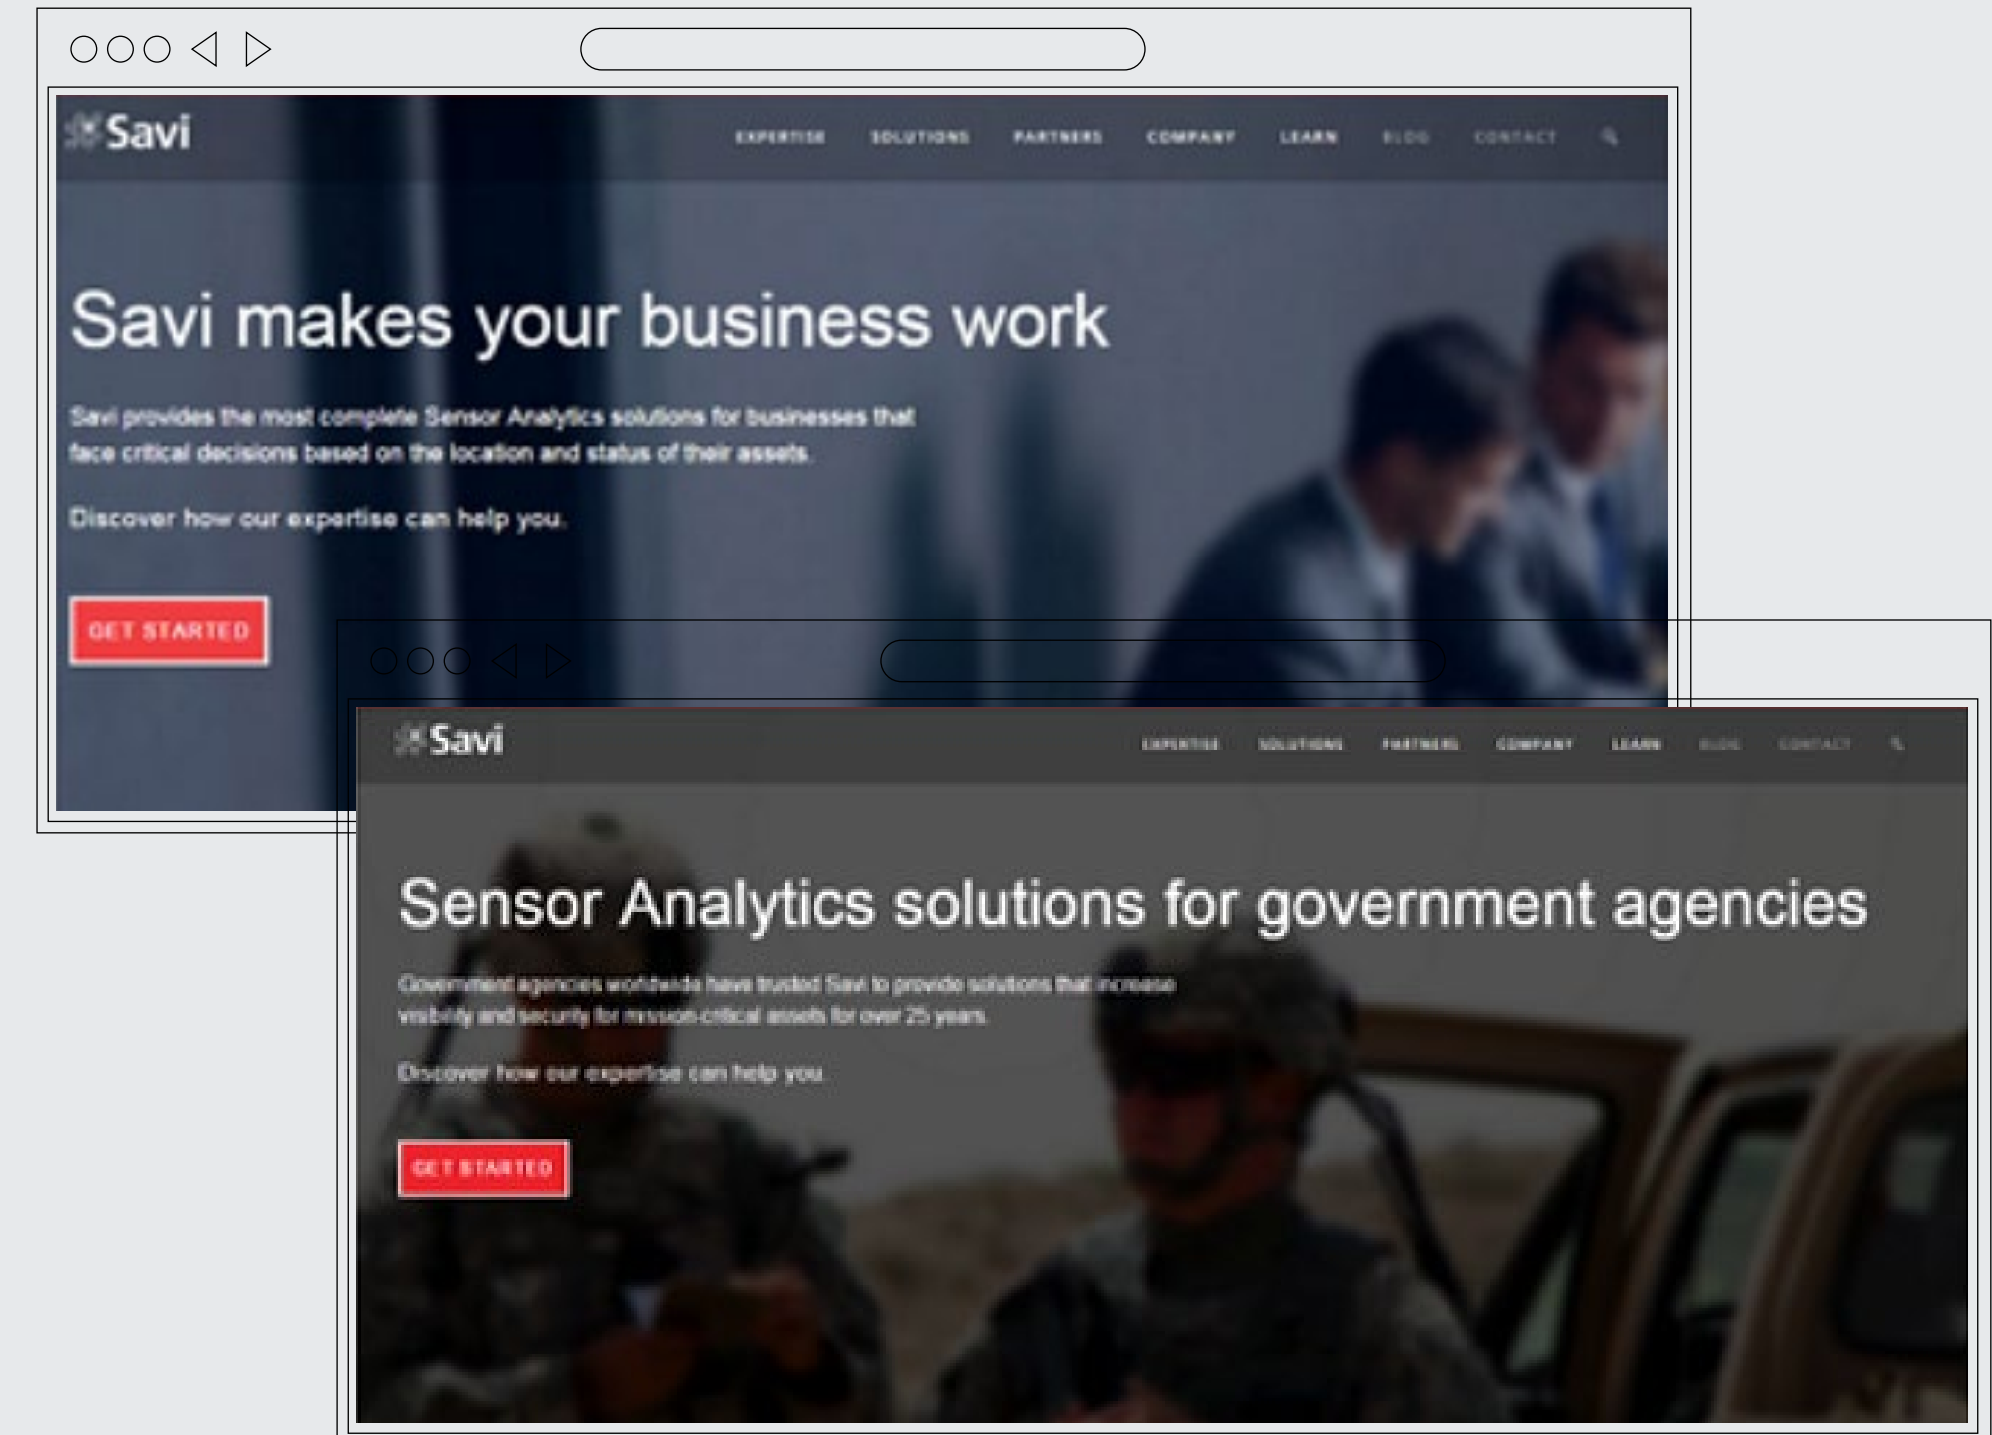 Savi
EXPERTISE SOLUTIONS PARTNERS COMPANY LEARN BLOG CONTACT
Savi makes your business work
Savi provides the most complete Sensor Analytics solutions for businesses that
face critical decisions based on the location and status of their assets.
Discover how our expertise can help you.
GET STARTED
Savi
EXPERTISE SOLUTIONS PARTNERS COMPANY LEARN BLOG CONTACT
Sensor Analytics solutions for government agencies
Government agencies worldwide have trusted Savi to provide solutions that increase
visibility and security for mission-critical assets for over 25 years.
Discover how our expertise can help you.
GET STARTED